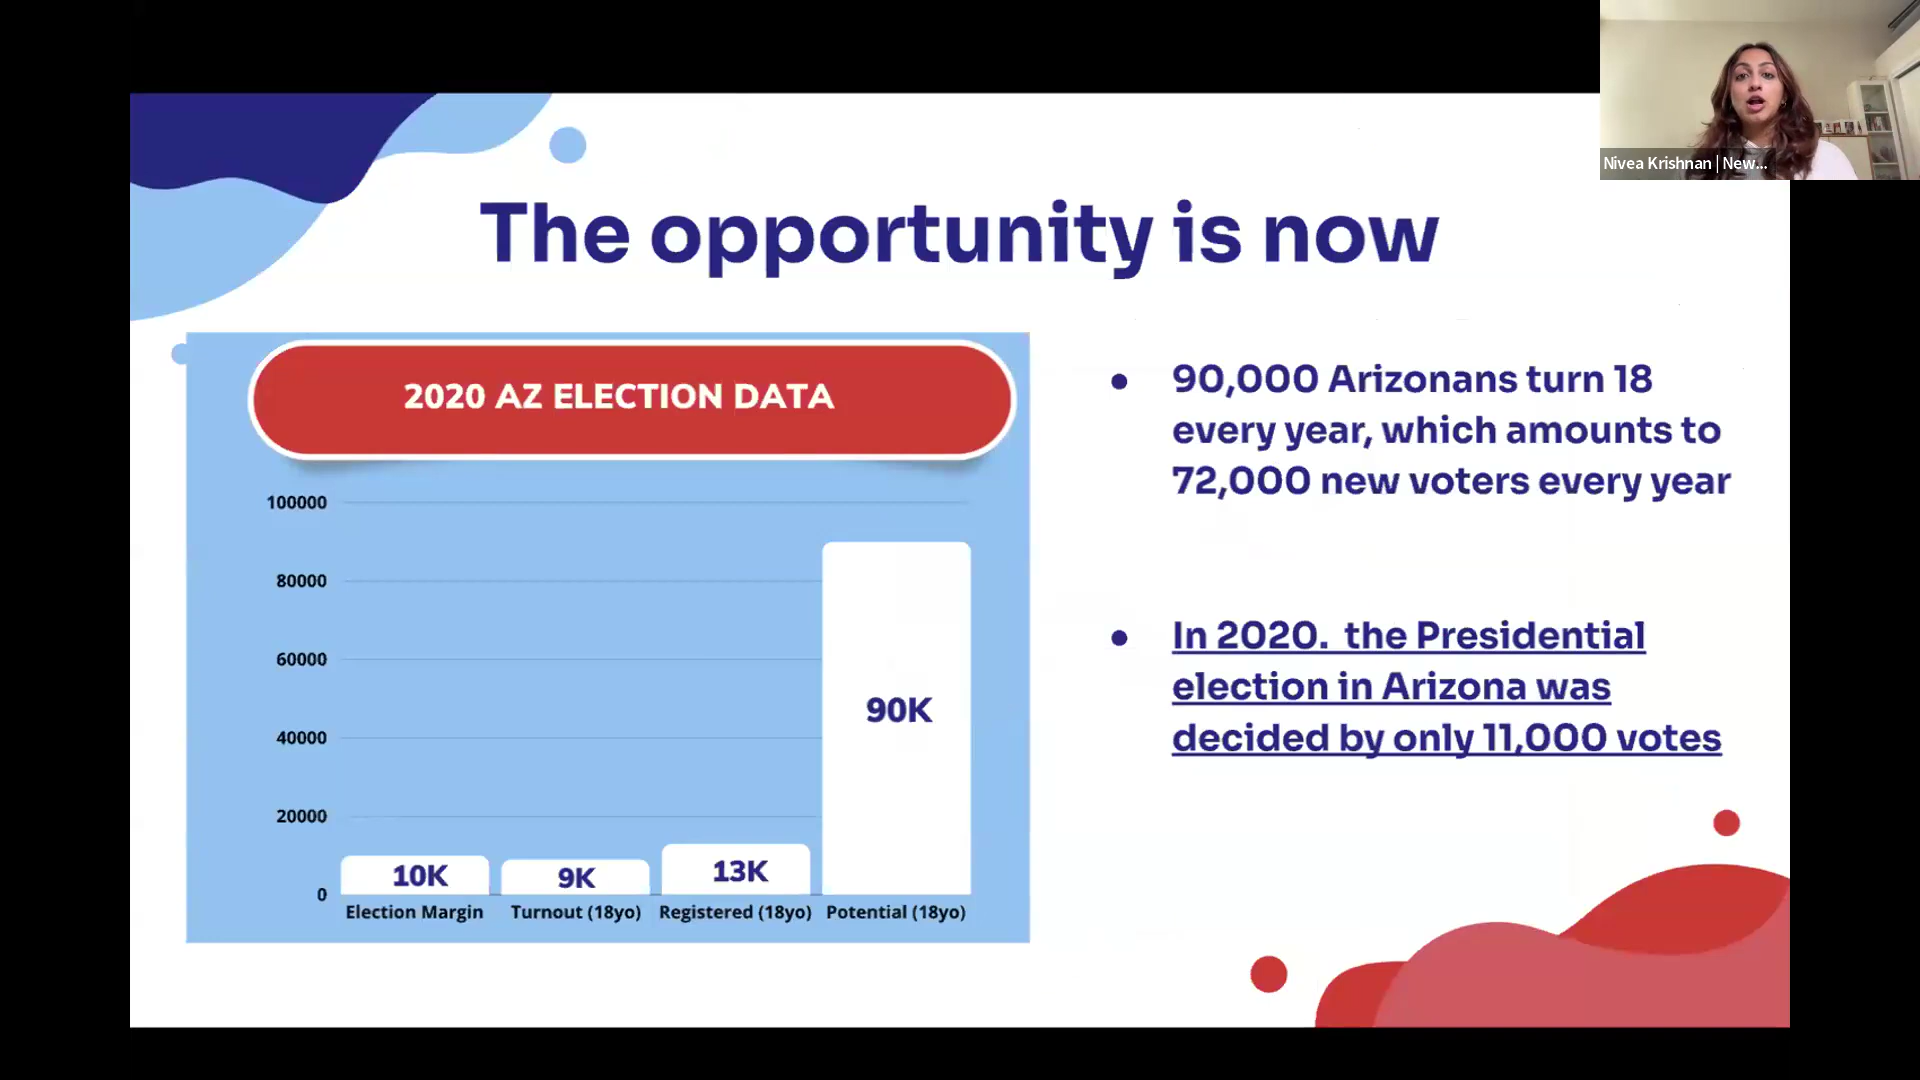 Nivea Krishnan | New...
The opportunity is now
2020 AZ ELECTION DATA
100000
80000
60000
40000
20000
0
10K
9K
13K
90K
Election Margin
Turnout (18yo)
Registered (18yo)
Potential (18yo)
● 90,000 Arizonans turn 18
every year, which amounts to
72,000 new voters every year
● In 2020.  the Presidential
election in Arizona was
decided by only 11,000 votes